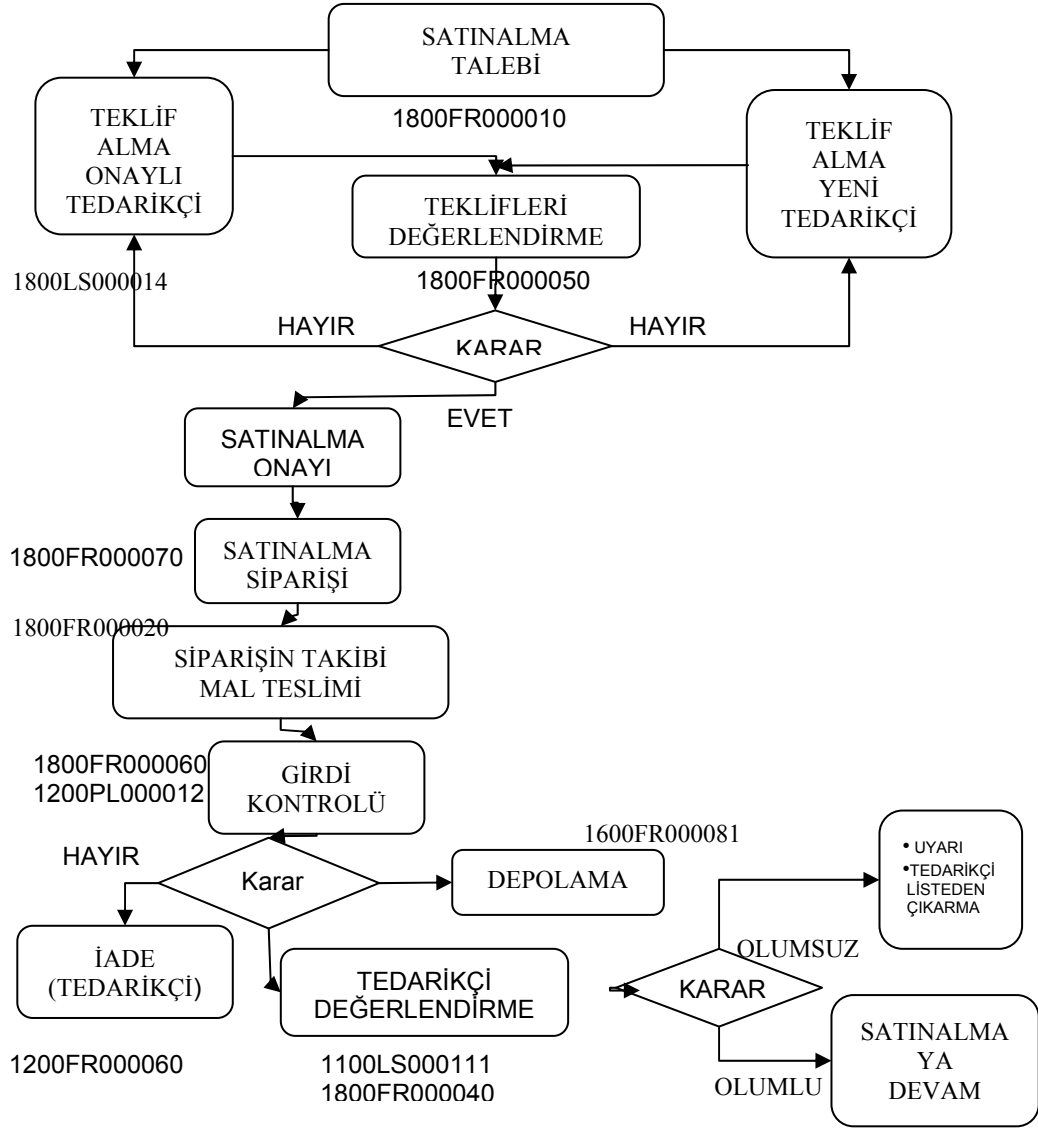 SATINALMA
TALEBİ
1800FR000010
TEKLİF
ALMA
ONAYLI
TEDARİKÇİ
TEKLİF
ALMA
YENİ
TEDARİKÇİ
TEKLİFLERİ
DEĞERLENDİRME
1800LS000014
1800FR000050
HAYIR
HAYIR
KARAR
EVET
SATINALMA
ONAYI
1800FR000070
SATINALMA
SİPARİŞİ
1800FR000020
SİPARİŞİN TAKİBİ
MAL TESLİMİ
1800FR000060
1200PL000012
GİRDİ
KONTROLÜ
HAYIR
Karar
1600FR000081
DEPOLAMA
• UYARI
•TEDARİKÇİ
LİSTEDEN
ÇIKARMA
İADE
(TEDARİKÇİ)
TEDARİKÇİ
DEĞERLENDİRME
OLUMSUZ
KARAR
1200FR000060
1100LS000111
1800FR000040
OLUMLU
SATINALMA
YA
DEVAM